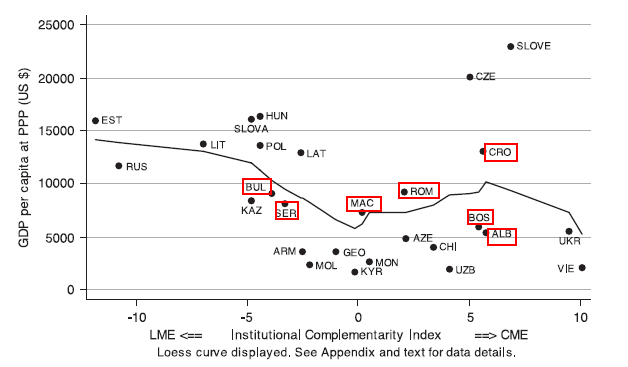 25000
SLOVE
20000
CZE
EST
HUN
15000
SLOVA
LIT
POL
LAT
CRO
RUS
10000
BUL
ROM
KAZ
SER
MAC
BOS
ALB
5000
AZE
UKR
ARM
GEO
CHI
MOL
MON
KYR
UZB
VIE
0
GDP per capita at PPP (US $)
-10 -5 0 5 10
LME <== Institutional Complementarity Index ==> CME
Loess curve displayed. See Appendix and text for data details.